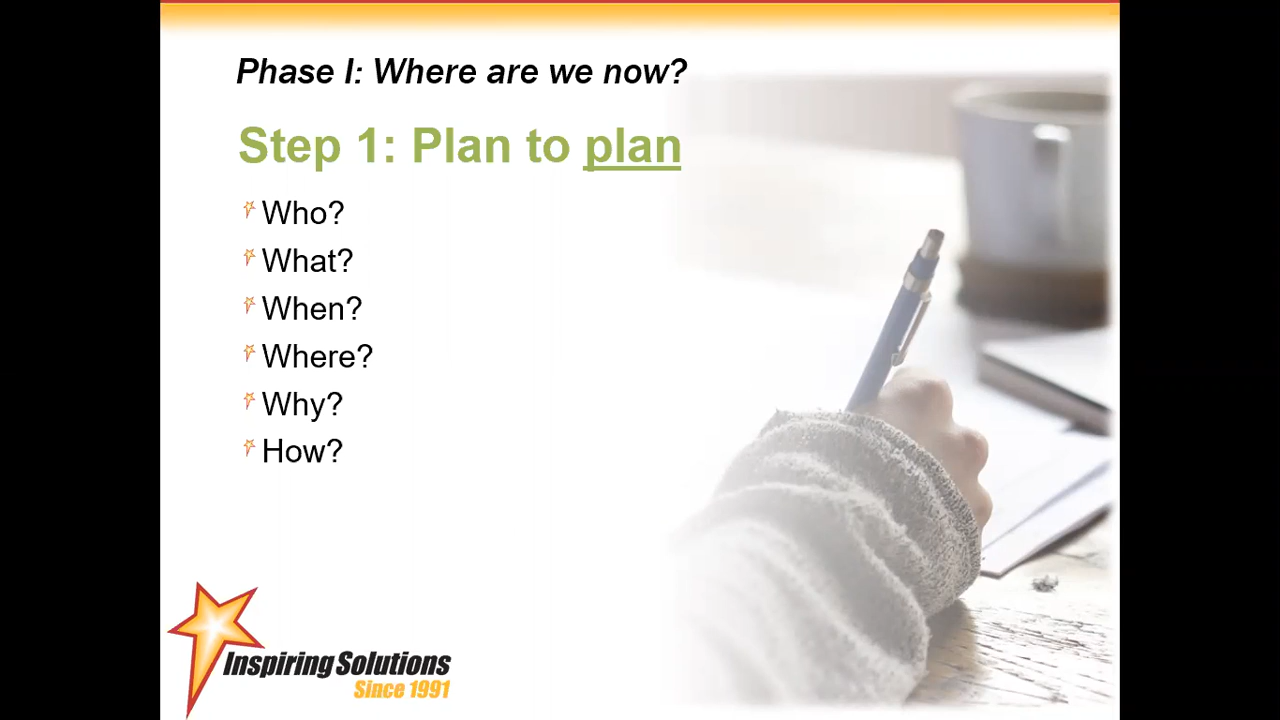 Phase I: Where are we now?
Step 1: Plan to plan
Who?
What?
When?
Where?
Why?
How?
Inspiring Solutions
Since 1991